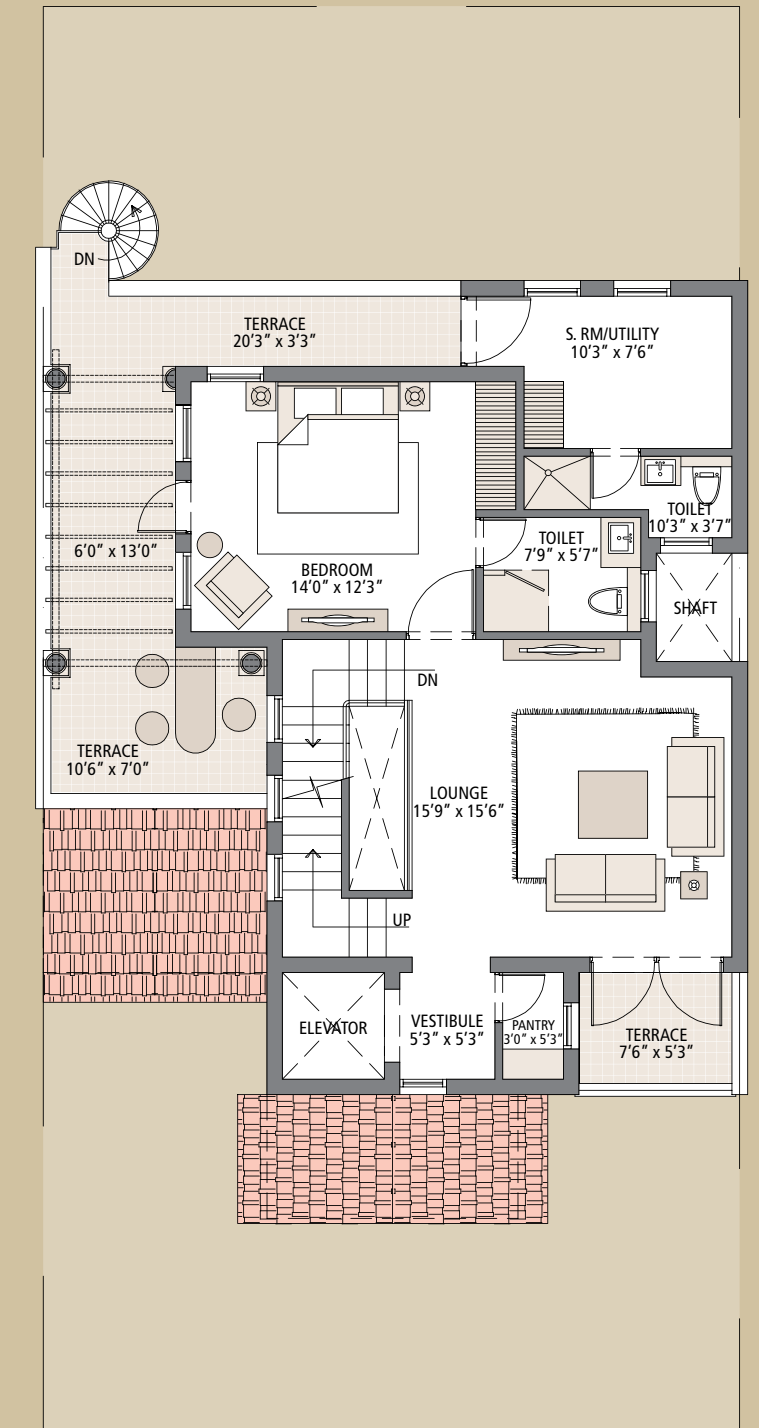 DN
TERRACE
20'3" x 3'3"
S. RM/UTILITY
10'3" x 7'6"
TOILET
10'3" x 3'7"
TOILET
7'9" x 5'7"
6'0" x 13'0"
BEDROOM
14'0" x 12'3"
SHAFT
DN
TERRACE
10'6" x 7'0"
LOUNGE
15'9" x 15'6"
UP
ELEVATOR
VESTIBULE
5'3" x 5'3"
PANTRY
3'0" x 5'3"
TERRACE
7'6" x 5'3"